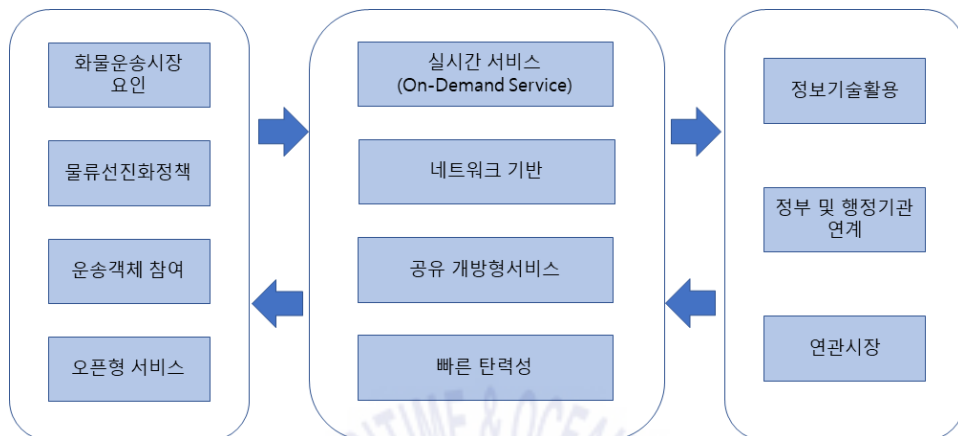 화물운송시장
요인
물류선진화정책
운송객체 참여
오픈형 서비스
실시간 서비스
(On-Demand Service)
네트워크 기반
공유 개방형서비스
빠른 탄력성
정보기술활용
정부 및 행정기관
연계
연관시장
TIME & OCEA